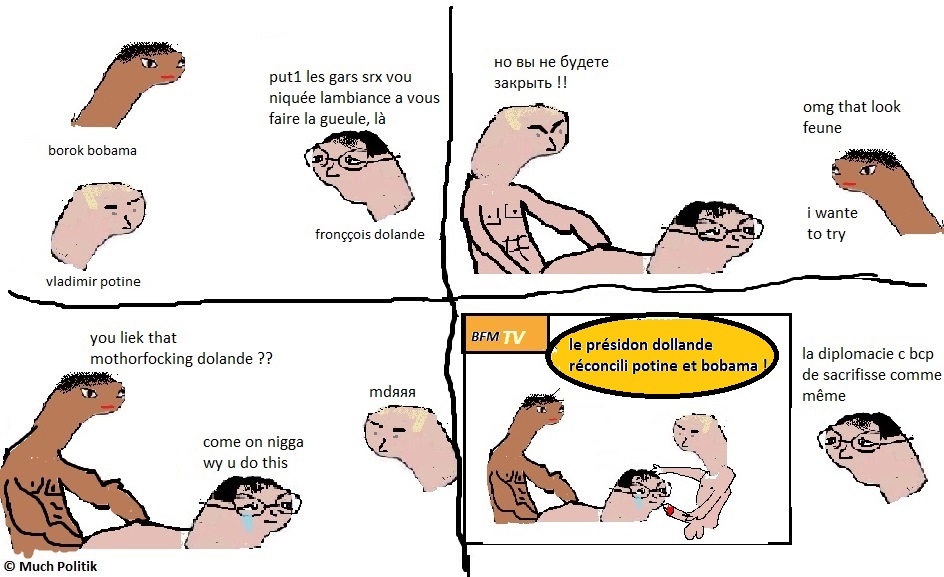 borok bobama
put1 les gars srx vou
niquée lambiance a vous
faire la gueule, là
vladimir potine
fronççois dolande
но вы не будете
закрыть !!
omg that look
feune
i wante
to try
you liek that
mothorfocking dolande ??
come on nigga
wy u do this
mdяяя
BFM TV
le présidon dollande
réconcili potine et bobama !
la diplomacie c bcp
de sacrifisse comme
même
© Much Politik